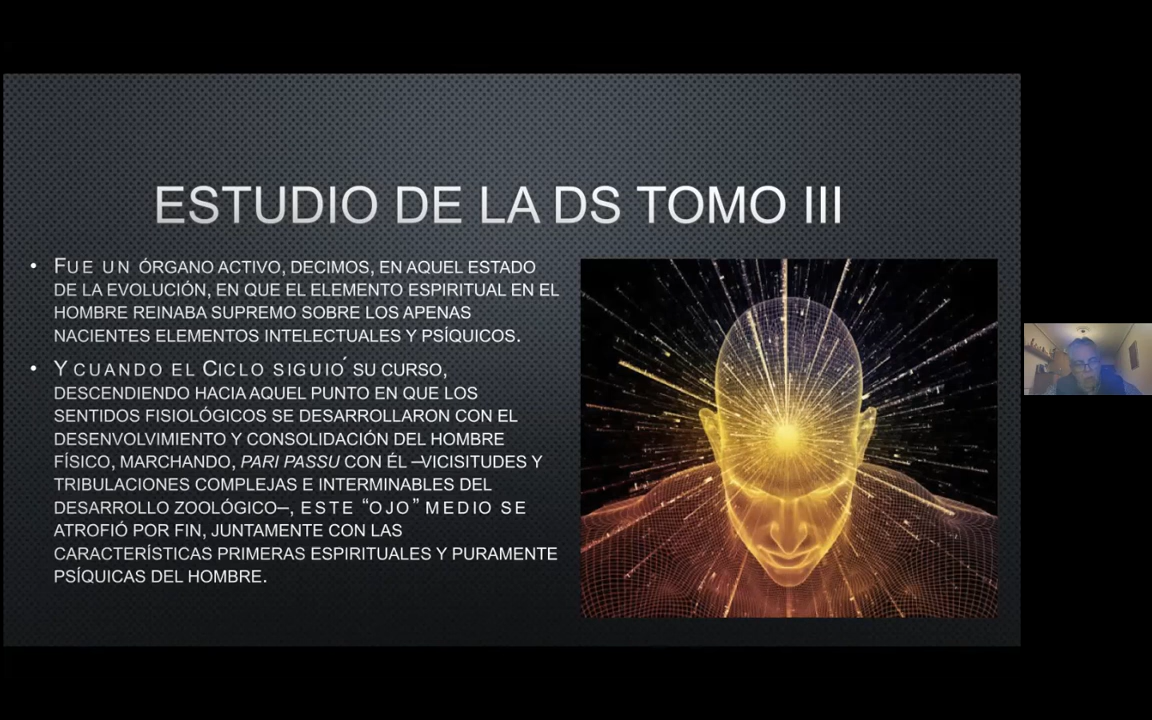 ESTUDIO DE LA DS TOMO III
• FUE UN ÓRGANO ACTIVO, DECIMOS, EN AQUEL ESTADO
DE LA EVOLUCIÓN, EN QUE EL ELEMENTO ESPIRITUAL EN EL
HOMBRE REINABA SUPREMO SOBRE LOS APENAS
NACIENTES ELEMENTOS INTELECTUALES Y PSÍQUICOS.
• Y CUANDO EL CICLO SIGUIÓ SU CURSO,
DESCENDIENDO HACIA AQUEL PUNTO EN QUE LOS
SENTIDOS FISIOLÓGICOS SE DESARROLLARON CON EL
DESENVOLVIMIENTO Y CONSOLIDACIÓN DEL HOMBRE
FÍSICO, MARCHANDO, PARI PASSU CON ÉL –VICISITUDES Y
TRIBULACIONES COMPLEJAS E INTERMINABLES DEL
DESARROLLO ZOOLÓGICO–, ESTE “OJO” MEDIO SE
ATROFIÓ POR FIN, JUNTAMENTE CON LAS
CARACTERÍSTICAS PRIMERAS ESPIRITUALES Y PURAMENTE
PSÍQUICAS DEL HOMBRE.